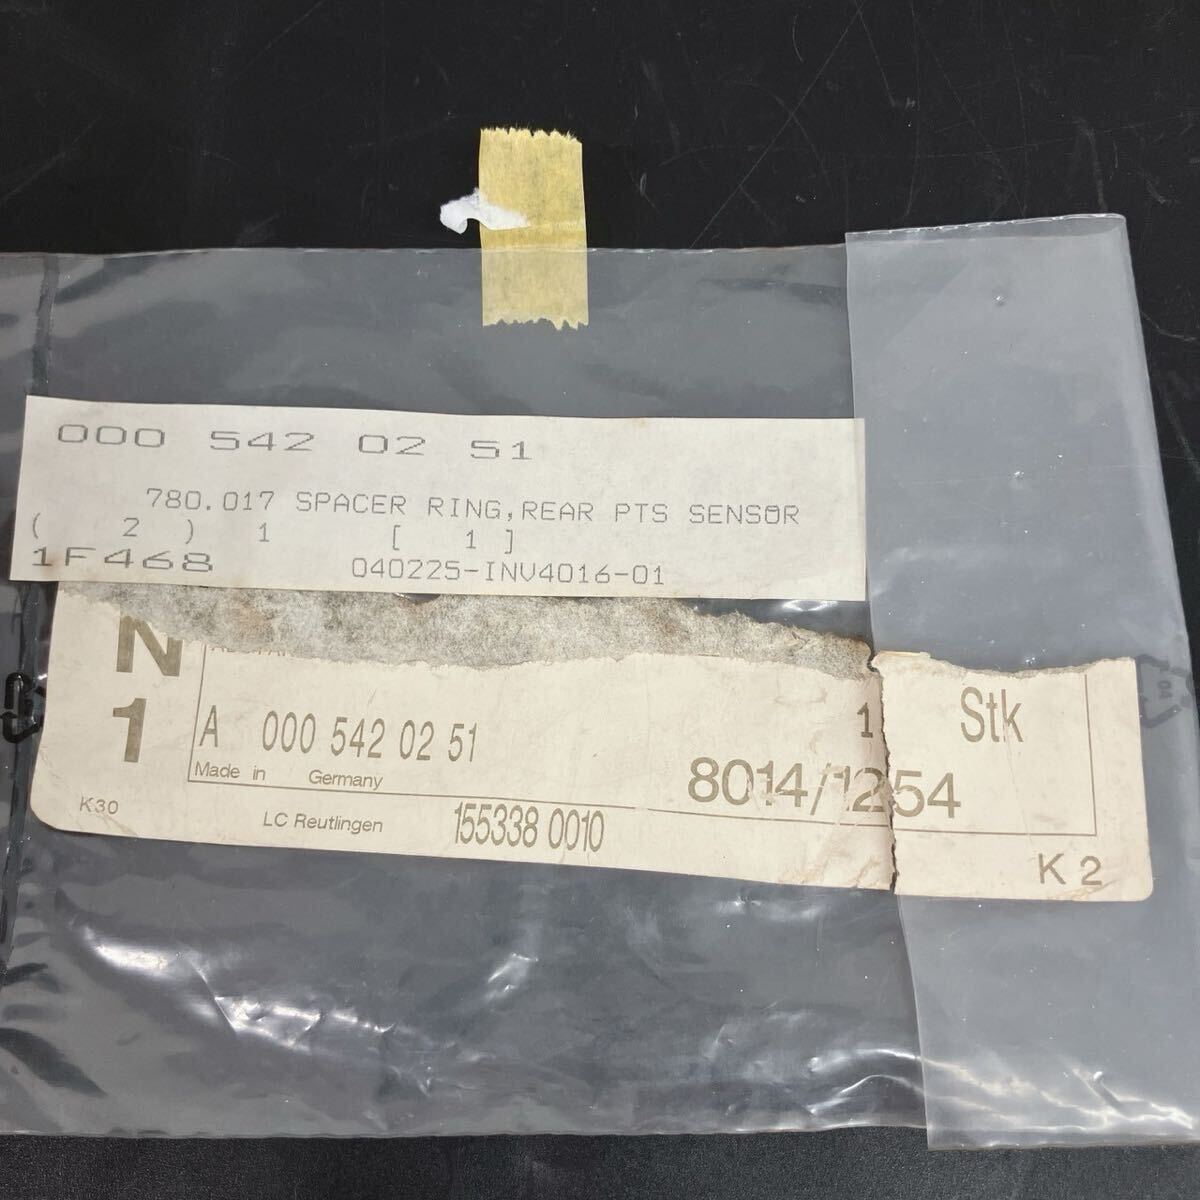 000 542 02 51
780.017 SPACER RING,REAR PTS SENSOR
( 2 ) 1 [ 1 ]
1F468 040225-INV4016-01
N
1
A 000 542 02 51 1 Stk
Made in Germany 8014/1254
K30 LC Reutlingen 155338 0010
K 2
04